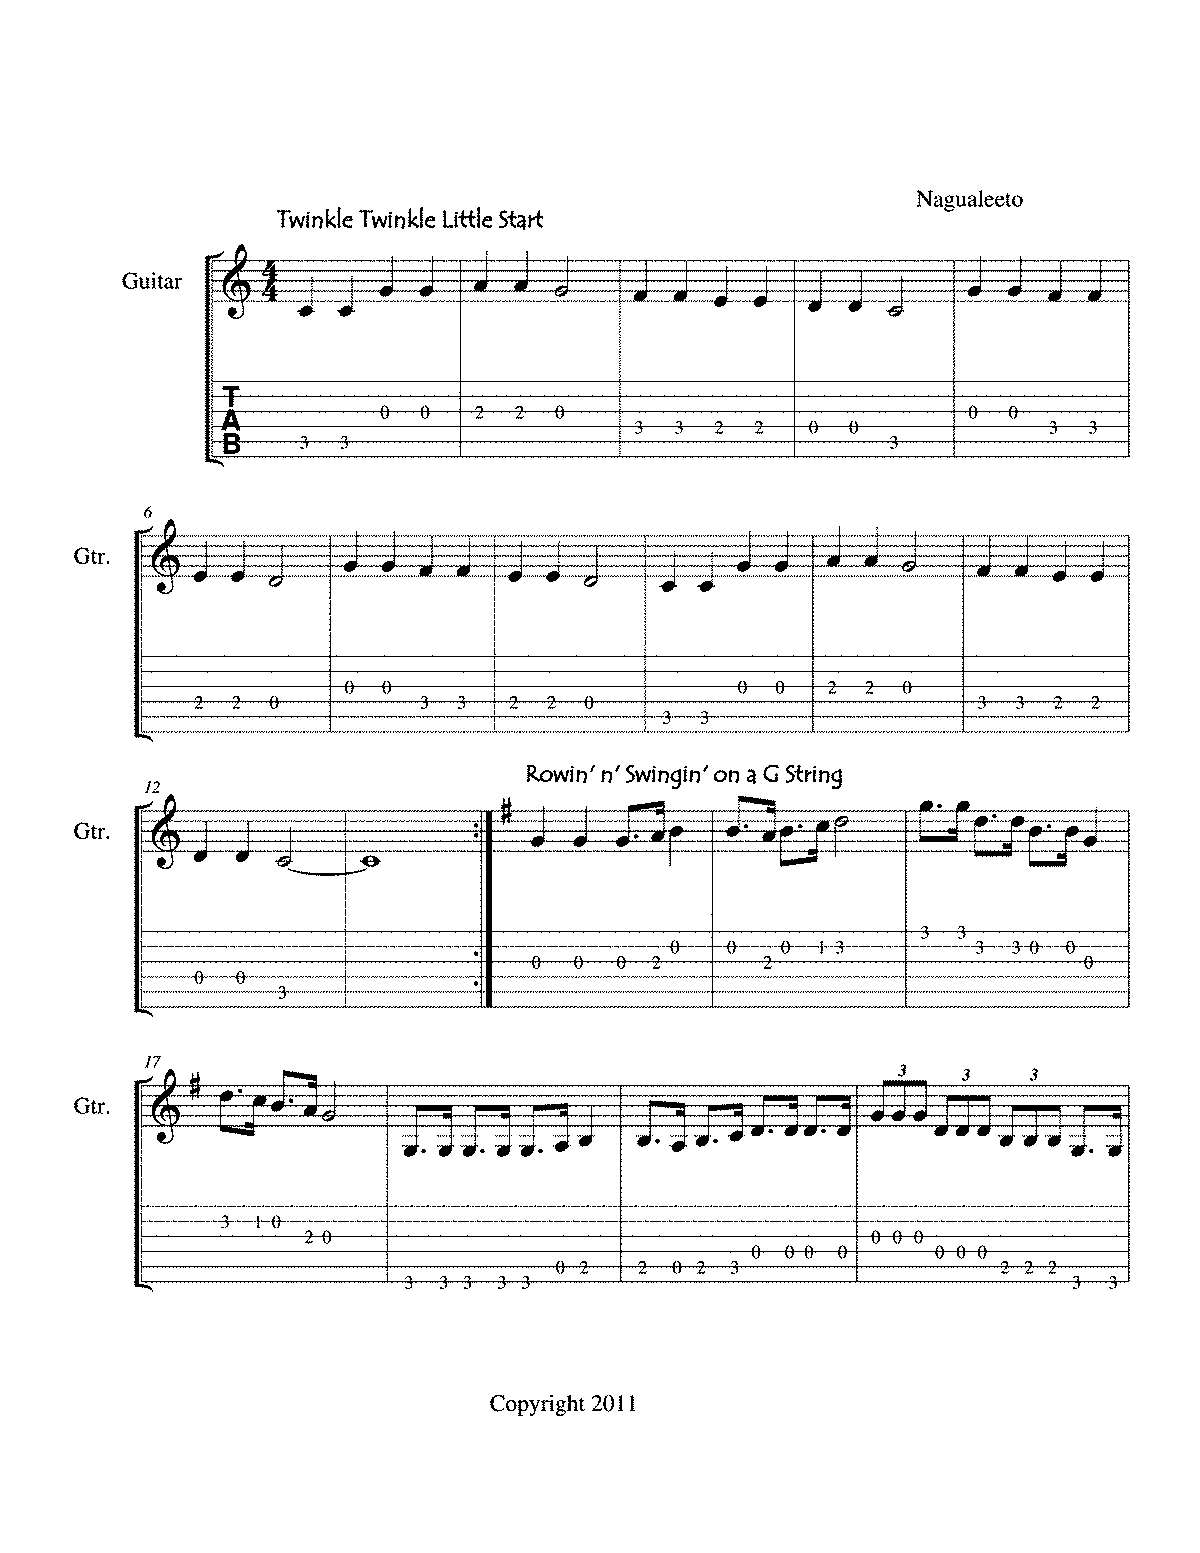 Nagualeeto
Twinkle Twinkle Little Start
Guitar
4
4
T
A
B
0 0 2 2 0 0 0
3 3 2 2 0 0 3 3
3 3 3
6
Gtr.
0 0 0 0 2 2 0
2 2 0 3 3 2 2 0 3 3 2 2
3 3
Rowin' n' Swingin' on a G String
12
Gtr.
3 3
0 0 0 1 3 3 3 0 0
0 0 0 2 2 0
0 0
3
17
Gtr.
3 3 3
3 1 0
2 0 0 0 0
0 0 0 0 0 0 0
0 2 2 0 2 3 2 2 2
3 3 3 3 3 3 3
Copyright 2011